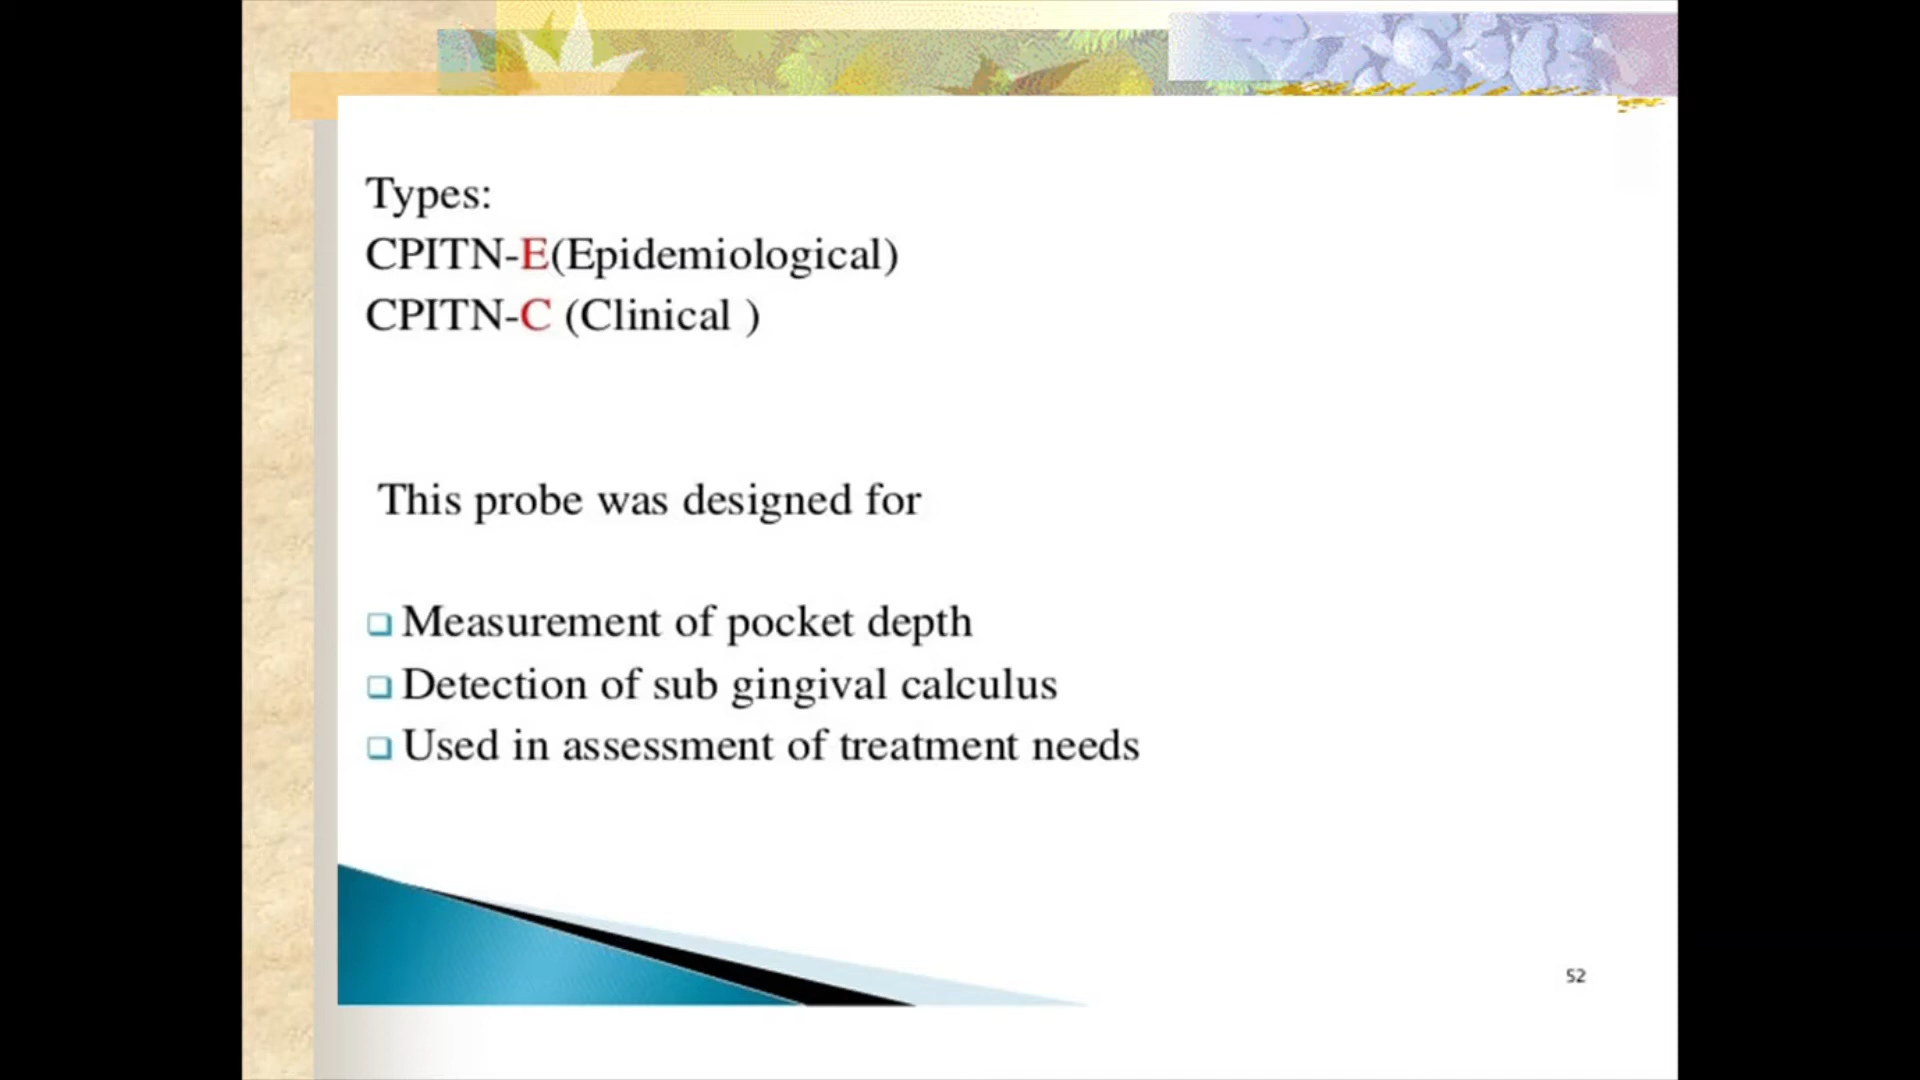 Types:
CPITN-E(Epidemiological)
CPITN-C (Clinical )
This probe was designed for
Measurement of pocket depth
Detection of sub gingival calculus
Used in assessment of treatment needs
52